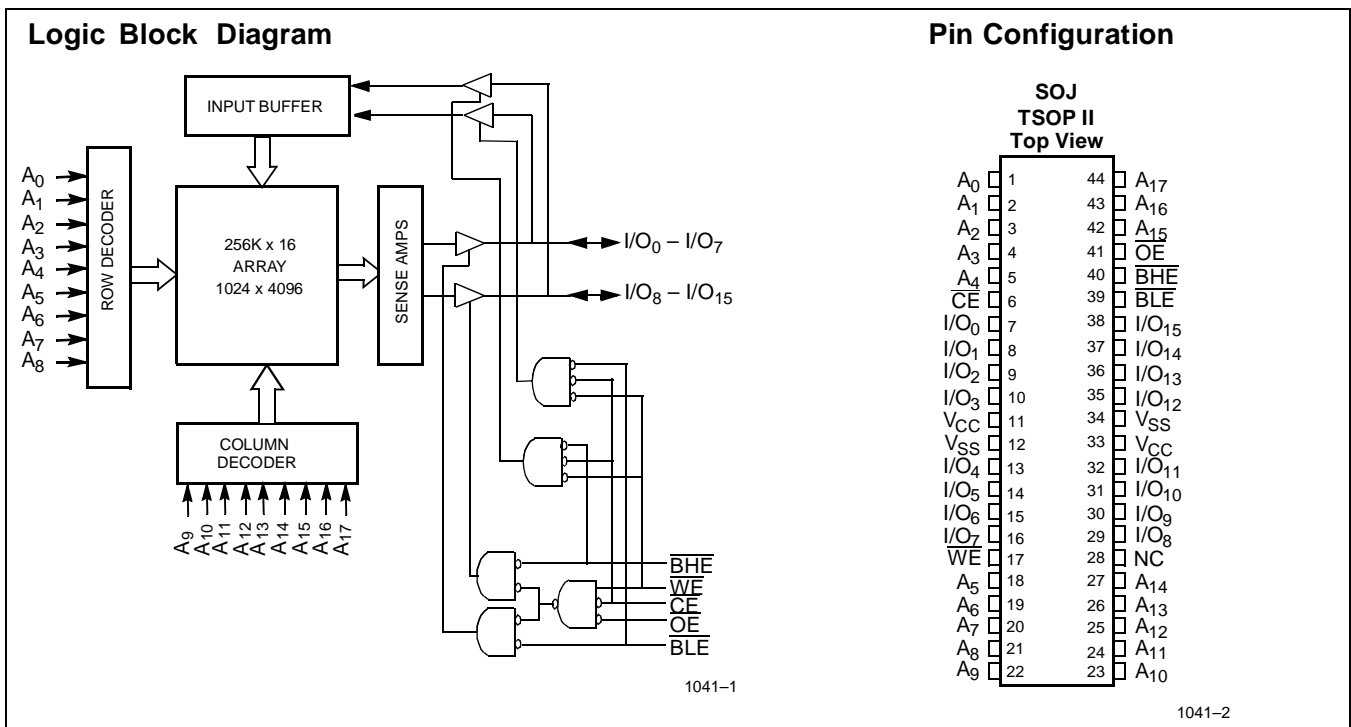 Logic Block Diagram
INPUT BUFFER
A0
A1
A2
A3
A4
A5
A6
A7
A8
ROW DECODER
256K x 16
ARRAY
1024 x 4096
SENSE AMPS
I/O0 – I/O7
I/O8 – I/O15
COLUMN
DECODER
A9
A10
A11
A12
A13
A14
A15
A16
A17
BHE
WE
CE
OE
BLE
1041–1
Pin Configuration
SOJ
TSOP II
Top View
A0 1 44 A17
A1 2 43 A16
A2 3 42 A15
A3 4 41 OE
A4 5 40 BHE
CE 6 39 BLE
I/O0 7 38 I/O15
I/O1 8 37 I/O14
I/O2 9 36 I/O13
I/O3 10 35 I/O12
VCC 11 34 VSS
VSS 12 33 VCC
I/O4 13 32 I/O11
I/O5 14 31 I/O10
I/O6 15 30 I/O9
I/O7 16 29 I/O8
WE 17 28 NC
A5 18 27 A14
A6 19 26 A13
A7 20 25 A12
A8 21 24 A11
A9 22 23 A10
1041–2